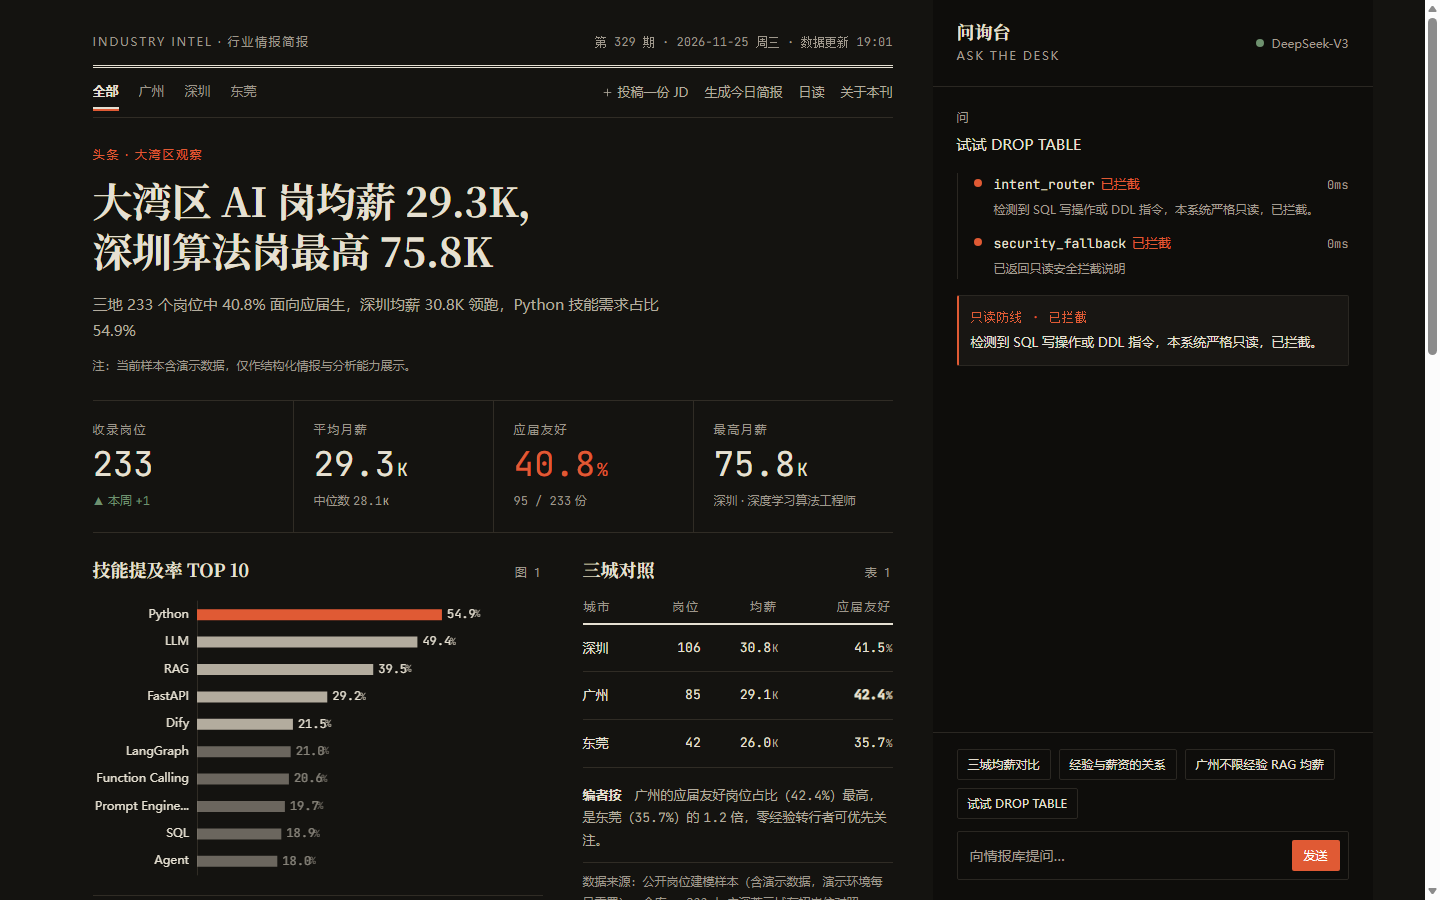 INDUSTRY INTEL · 行业情报简报
第 329 期 · 2026-11-25 周三 · 数据更新 19:01
全部 广州 深圳 东莞
+ 投稿一份 JD 生成今日简报 日读 关于本刊
头条 · 大湾区观察
大湾区 AI 岗均薪 29.3K,
深圳算法岗最高 75.8K
三地 233 个岗位中 40.8% 面向应届生，深圳均薪 30.8K 领跑，Python 技能需求占比
54.9%
注：当前样本含演示数据，仅作结构化情报与分析能力展示。
收录岗位
233
▲ 本周 +1
平均月薪
29.3K
中位数 28.1K
应届友好
40.8%
95 / 233 份
最高月薪
75.8K
深圳 · 深度学习算法工程师
技能提及率 TOP 10
图 1
Python 54.9%
LLM 49.4%
RAG 39.5%
FastAPI 29.2%
Dify 21.5%
LangGraph 21.0%
Function Calling 20.6%
Prompt Engine... 19.7%
SQL 18.9%
Agent 18.0%
三城对照
表 1
城市 岗位 均薪 应届友好
深圳 106 30.8K 41.5%
广州 85 29.1K 42.4%
东莞 42 26.0K 35.7%
编者按 广州的应届友好岗位占比（42.4%）最高，
是东莞（35.7%）的 1.2 倍，零经验转行者可优先关
注。
数据来源：公开岗位建模样本（含演示数据，演示环境每
问询台
ASK THE DESK
DeepSeek-V3
问
试试 DROP TABLE
intent_router 已拦截 0ms
检测到 SQL 写操作或 DDL 指令，本系统严格只读，已拦截。
security_fallback 已拦截 0ms
已返回只读安全拦截说明
只读防线 · 已拦截
检测到 SQL 写操作或 DDL 指令，本系统严格只读，已拦截。
三城均薪对比
经验与薪资的关系
广州不限经验 RAG 均薪
试试 DROP TABLE
向情报库提问...
发送